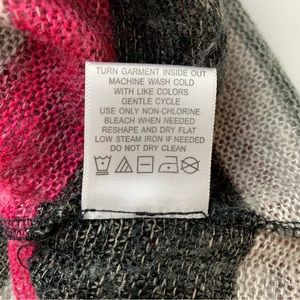 TURN GARMENT INSIDE OUT
MACHINE WASH COLD
WITH LIKE COLORS
GENTLE CYCLE
USE ONLY NON-CHLORINE
BLEACH WHEN NEEDED
RESHAPE AND DRY FLAT
LOW STEAM IRON IF NEEDED
DO NOT DRY CLEAN